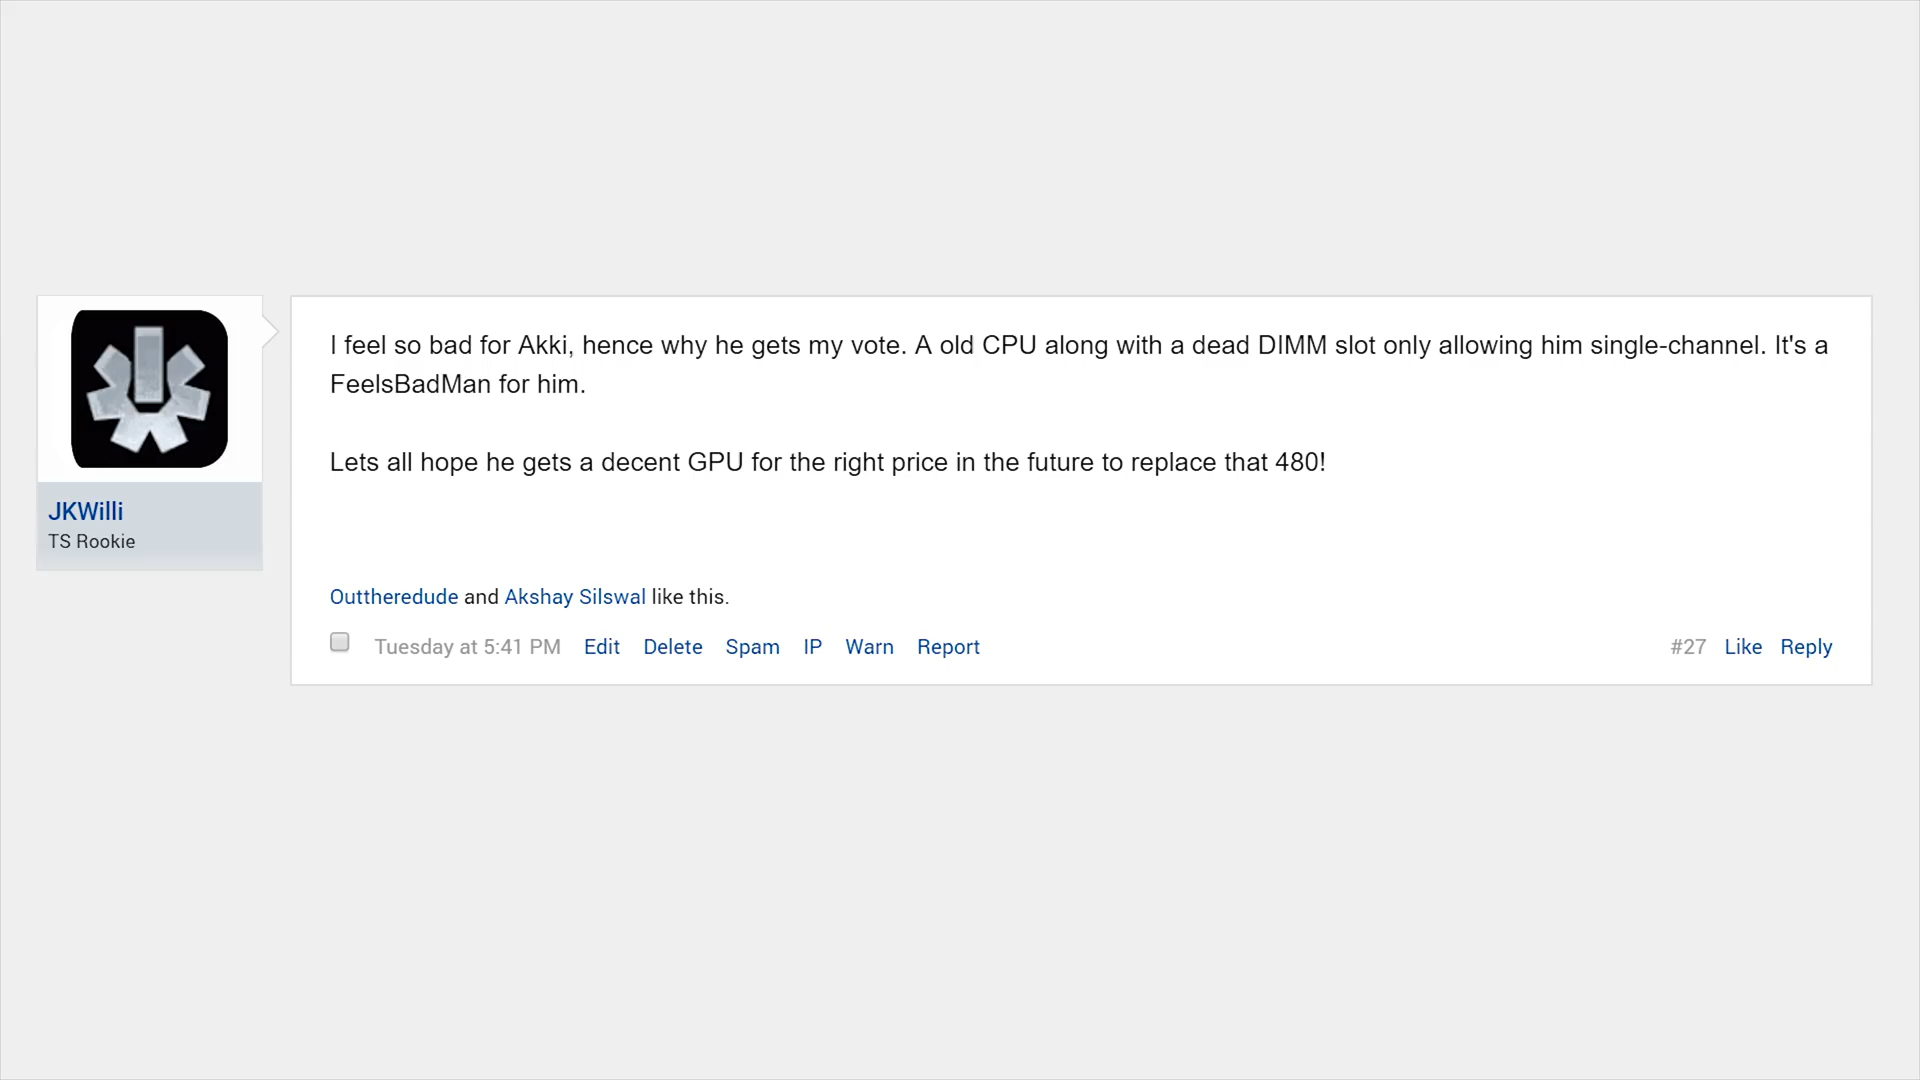 I feel so bad for Akki, hence why he gets my vote. A old CPU along with a dead DIMM slot only allowing him single-channel. It's a
FeelsBadMan for him.
Lets all hope he gets a decent GPU for the right price in the future to replace that 480!
JKWilli
TS Rookie
Outtheredude and Akshay Silswal like this.
Tuesday at 5:41 PM Edit Delete Spam IP Warn Report #27 Like Reply